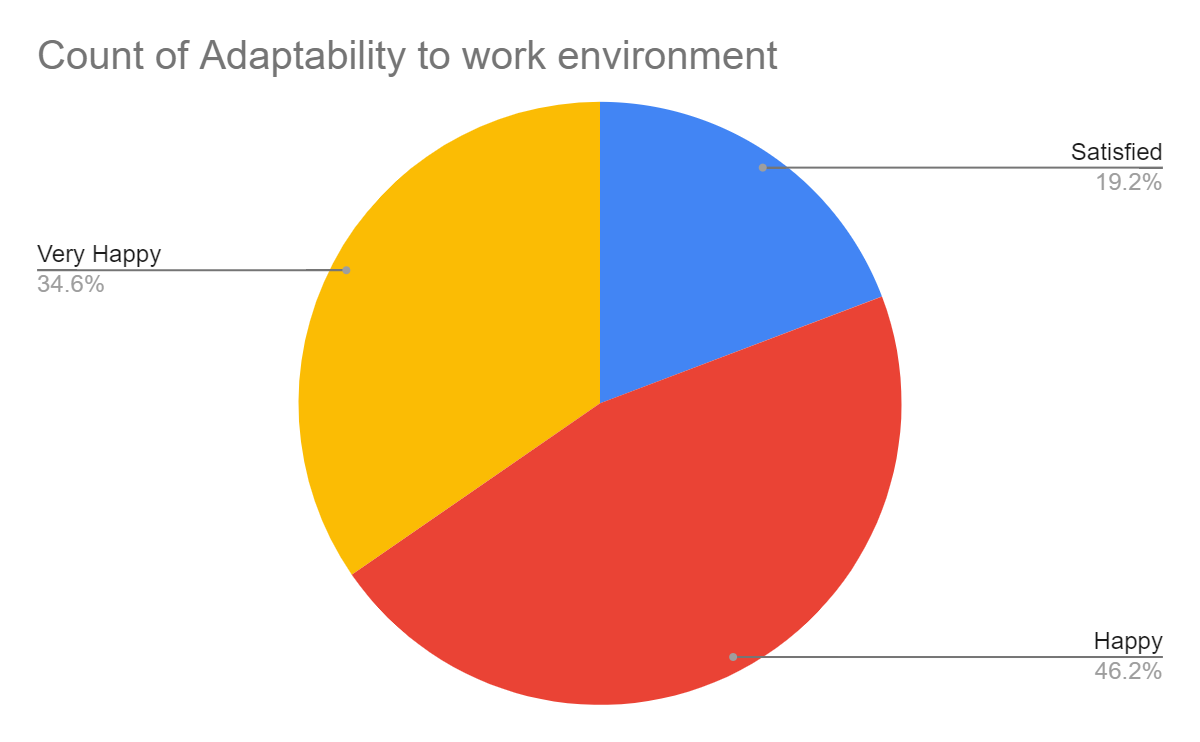 Count of Adaptability to work environment
Satisfied
19.2%
Very Happy
34.6%
Happy
46.2%